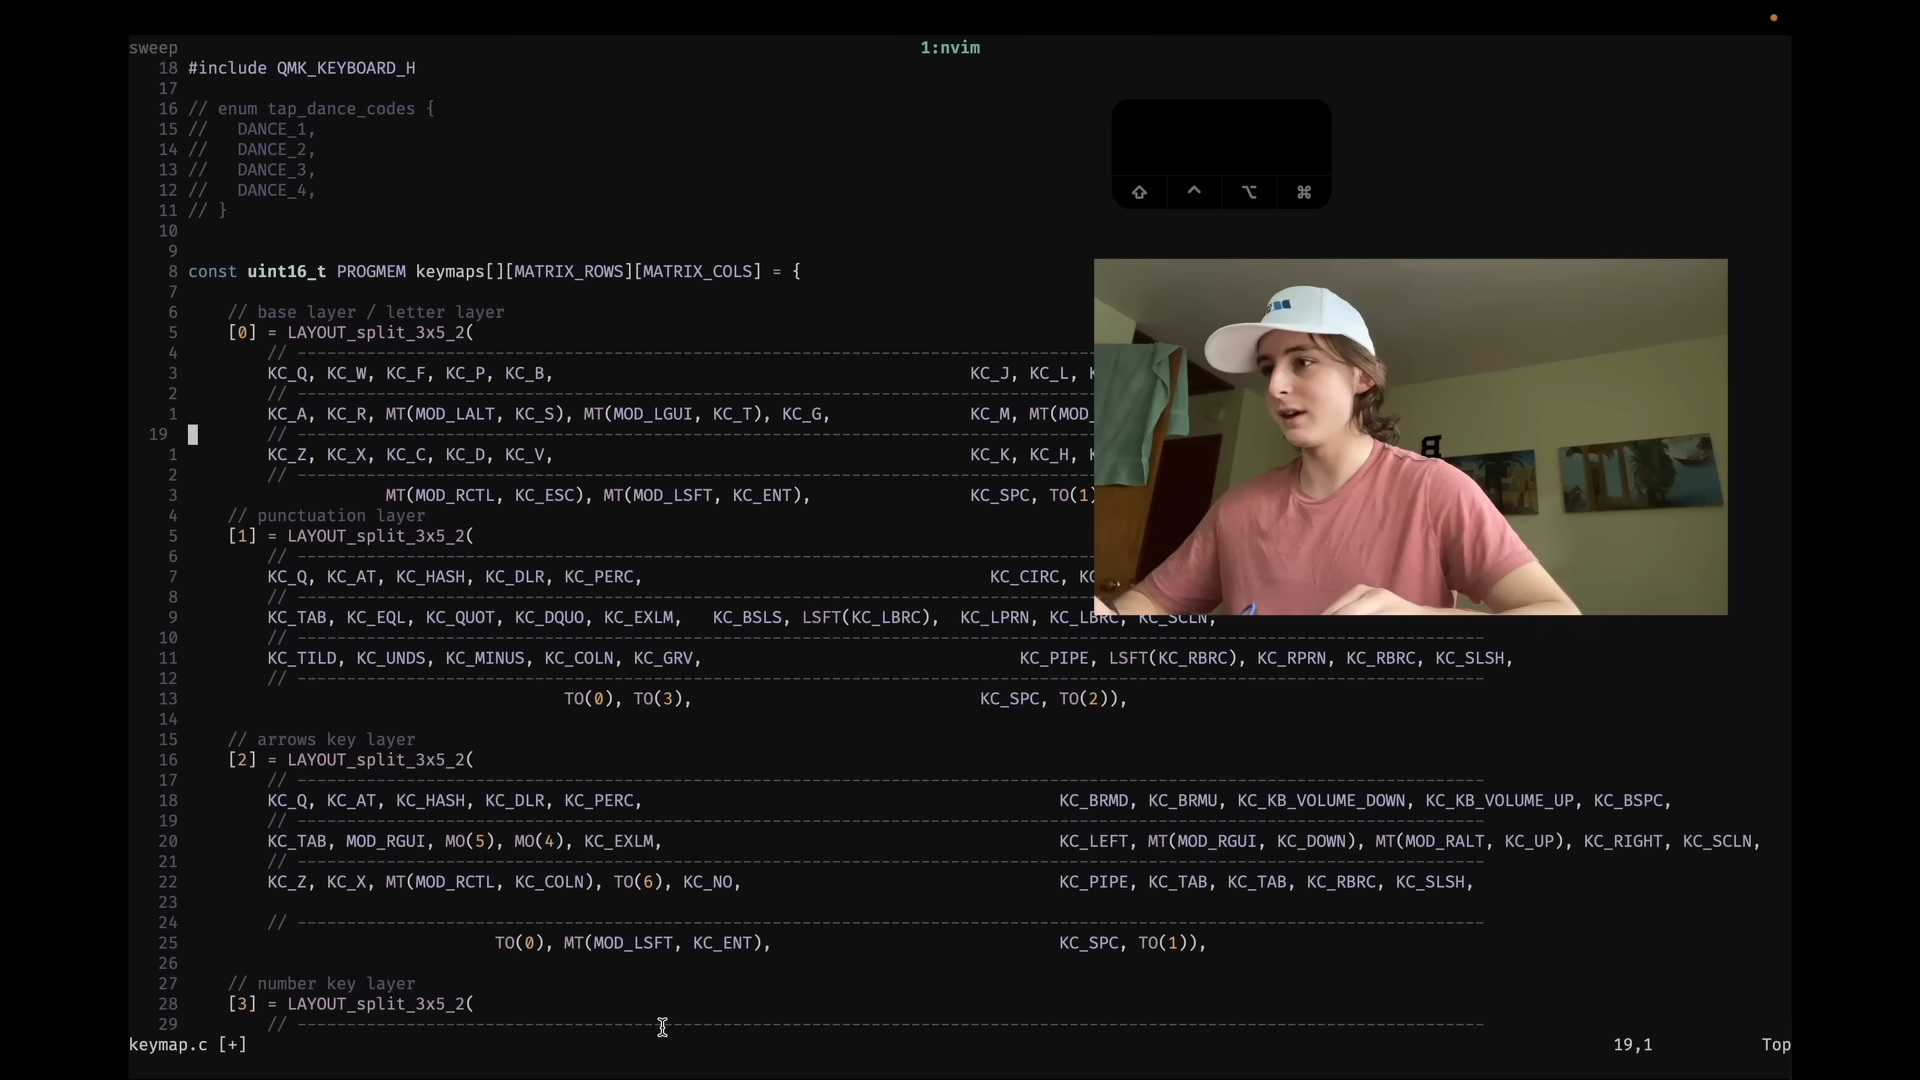 sweep 1:nvim
18 #include QMK_KEYBOARD_H
17
16 // enum tap_dance_codes {
15 //   DANCE_1,
14 //   DANCE_2,
13 //   DANCE_3,
12 //   DANCE_4,
11 // }
10
9
8 const uint16_t PROGMEM keymaps[][MATRIX_ROWS][MATRIX_COLS] = {
7
6 // base layer / letter layer
5 [0] = LAYOUT_split_3x5_2(
4 // ---------------------------------------------------------------------------------
3 KC_Q, KC_W, KC_F, KC_P, KC_B, KC_J, KC_L,
2 // ---------------------------------------------------------------------------------
1 KC_A, KC_R, MT(MOD_LALT, KC_S), MT(MOD_LGUI, KC_T), KC_G, KC_M, MT(MOD_
19 // ---------------------------------------------------------------------------------
1 KC_Z, KC_X, KC_C, KC_D, KC_V, KC_K, KC_H,
2 // ---------------------------------------------------------------------------------
3 MT(MOD_RCTL, KC_ESC), MT(MOD_LSFT, KC_ENT), KC_SPC, TO(1)
4 // punctuation layer
5 [1] = LAYOUT_split_3x5_2(
6 // ---------------------------------------------------------------------------------
7 KC_Q, KC_AT, KC_HASH, KC_DLR, KC_PERC, KC_CIRC,
8 // ---------------------------------------------------------------------------------
9 KC_TAB, KC_EQL, KC_QUOT, KC_DQUO, KC_EXLM, KC_BSLS, LSFT(KC_LBRC), KC_LPRN, KC_LBRC, KC_SCLN,
10 // ------------------------------------------------------------------------------------------------------------------------
11 KC_TILD, KC_UNDS, KC_MINUS, KC_COLN, KC_GRV, KC_PIPE, LSFT(KC_RBRC), KC_RPRN, KC_RBRC, KC_SLSH,
12 // ------------------------------------------------------------------------------------------------------------------------
13 TO(0), TO(3), KC_SPC, TO(2)),
14
15 // arrows key layer
16 [2] = LAYOUT_split_3x5_2(
17 // ------------------------------------------------------------------------------------------------------------------------
18 KC_Q, KC_AT, KC_HASH, KC_DLR, KC_PERC, KC_BRMD, KC_BRMU, KC_KB_VOLUME_DOWN, KC_KB_VOLUME_UP, KC_BSPC,
19 // ------------------------------------------------------------------------------------------------------------------------
20 KC_TAB, MOD_RGUI, MO(5), MO(4), KC_EXLM, KC_LEFT, MT(MOD_RGUI, KC_DOWN), MT(MOD_RALT, KC_UP), KC_RIGHT, KC_SCLN,
21 // ------------------------------------------------------------------------------------------------------------------------
22 KC_Z, KC_X, MT(MOD_RCTL, KC_COLN), TO(6), KC_NO, KC_PIPE, KC_TAB, KC_TAB, KC_RBRC, KC_SLSH,
23
24 // ------------------------------------------------------------------------------------------------------------------------
25 TO(0), MT(MOD_LSFT, KC_ENT), KC_SPC, TO(1)),
26
27 // number key layer
28 [3] = LAYOUT_split_3x5_2(
29 // ------------------------------------------------------------------------------------------------------------------------
keymap.c [+] 19,1 Top